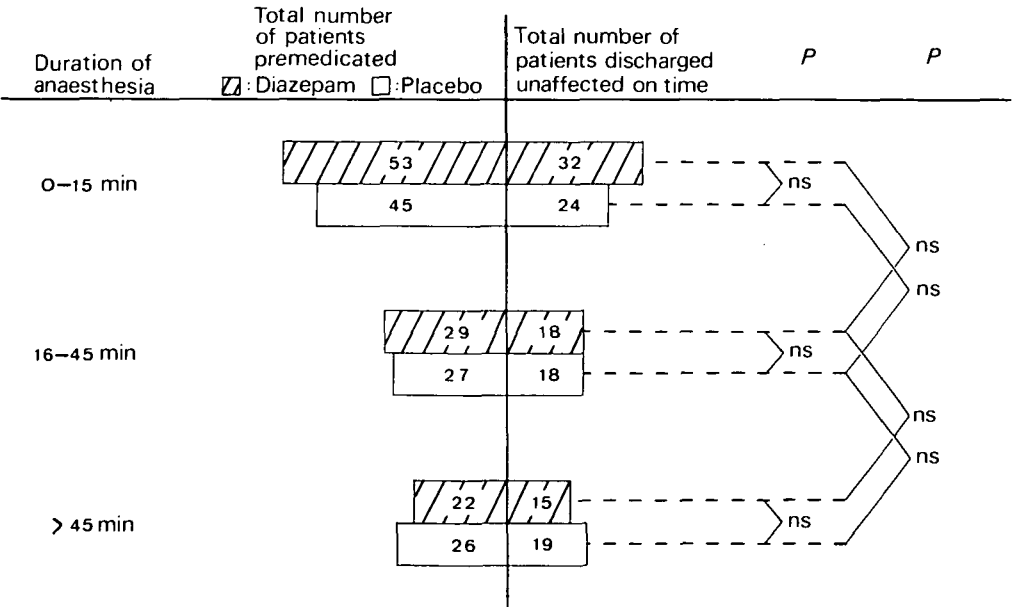 Duration of
anaesthesia
Total number
of patients
premedicated
: Diazepam :Placebo
Total number of
patients discharged
unaffected on time
P
P
0–15 min
53
32
45
24
ns
ns
ns
16–45 min
29
18
27
18
ns
ns
ns
> 45 min
22
15
26
19
ns